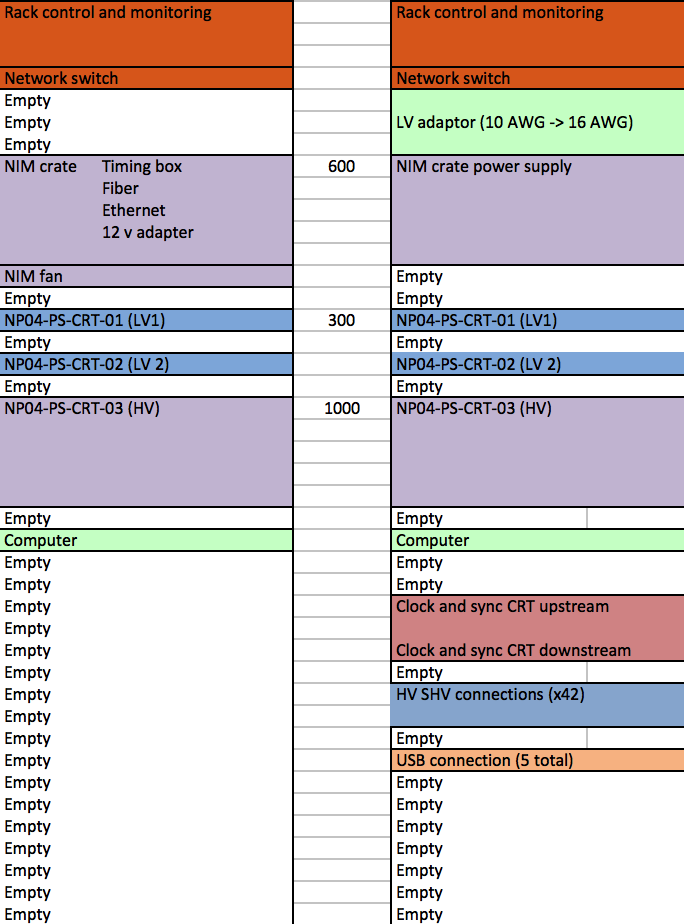 Rack control and monitoring Rack control and monitoring
Network switch Network switch
Empty
Empty LV adaptor (10 AWG -> 16 AWG)
Empty
NIM crate Timing box 600 NIM crate power supply
Fiber
Ethernet
12 v adapter
NIM fan Empty
Empty Empty
NP04-PS-CRT-01 (LV1) 300 NP04-PS-CRT-01 (LV1)
Empty Empty
NP04-PS-CRT-02 (LV 2) NP04-PS-CRT-02 (LV 2)
Empty Empty
NP04-PS-CRT-03 (HV) 1000 NP04-PS-CRT-03 (HV)
Empty Empty
Computer Computer
Empty Empty
Empty Empty
Empty Clock and sync CRT upstream
Empty
Empty Clock and sync CRT downstream
Empty Empty
Empty HV SHV connections (x42)
Empty
Empty Empty
Empty USB connection (5 total)
Empty Empty
Empty Empty
Empty Empty
Empty Empty
Empty Empty
Empty Empty
Empty Empty